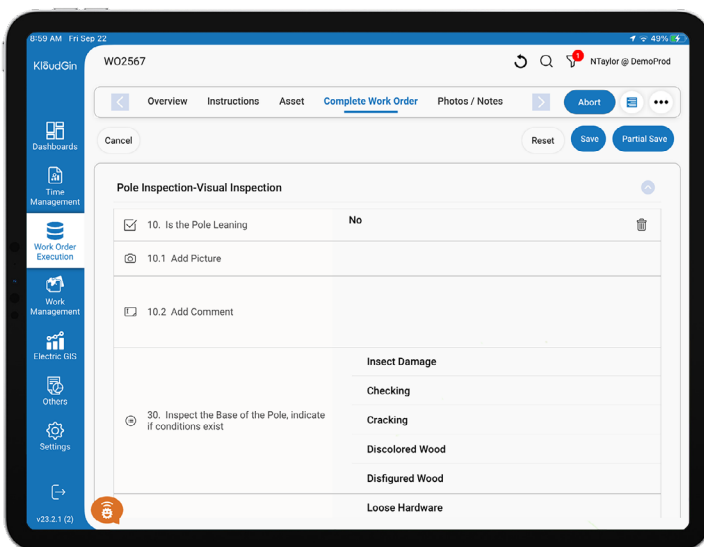 8:59 AM Fri Sep 22
49%
KloudGin
WO2567
1
NTaylor @ DemoProd
Overview
Instructions
Asset
Complete Work Order
Photos / Notes
Abort
Cancel
Reset
Save
Partial Save
Dashboards
Time
Management
Work Order
Execution
Work
Management
Electric GIS
Others
Settings
v23.2.1 (2)
Pole Inspection-Visual Inspection
10. Is the Pole Leaning
No
10.1 Add Picture
10.2 Add Comment
30. Inspect the Base of the Pole, indicate
if conditions exist
Insect Damage
Checking
Cracking
Discolored Wood
Disfigured Wood
Loose Hardware